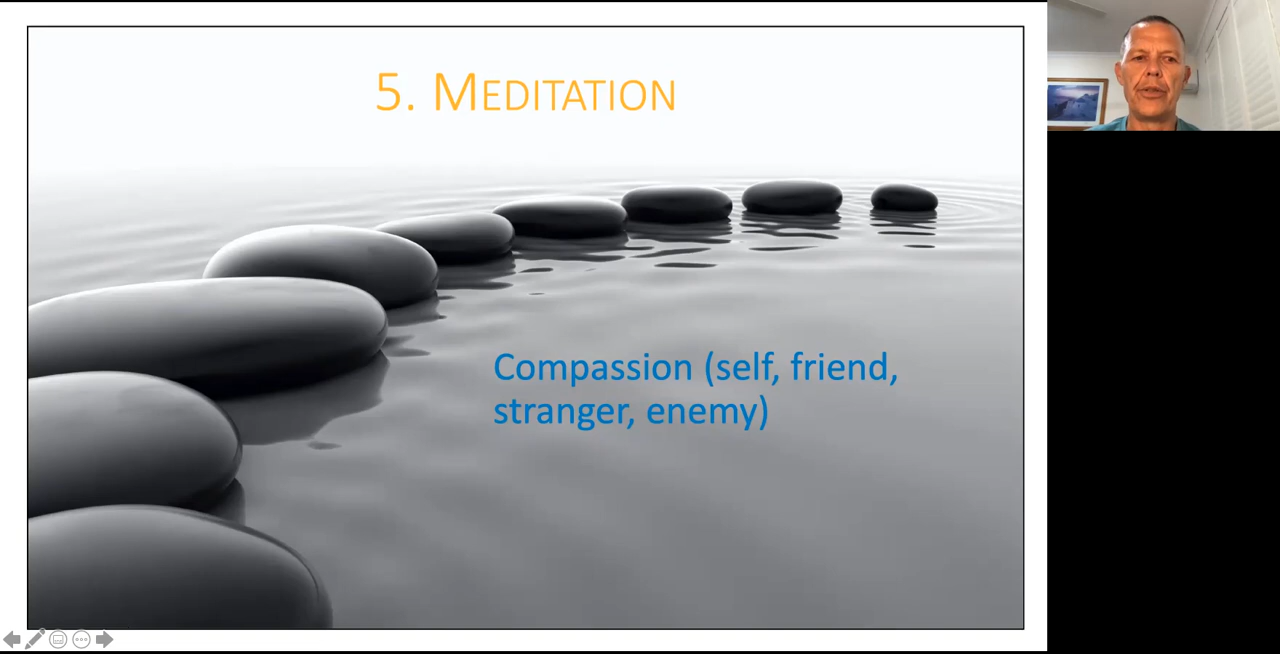 5. MEDITATION
Compassion (self, friend,
stranger, enemy)